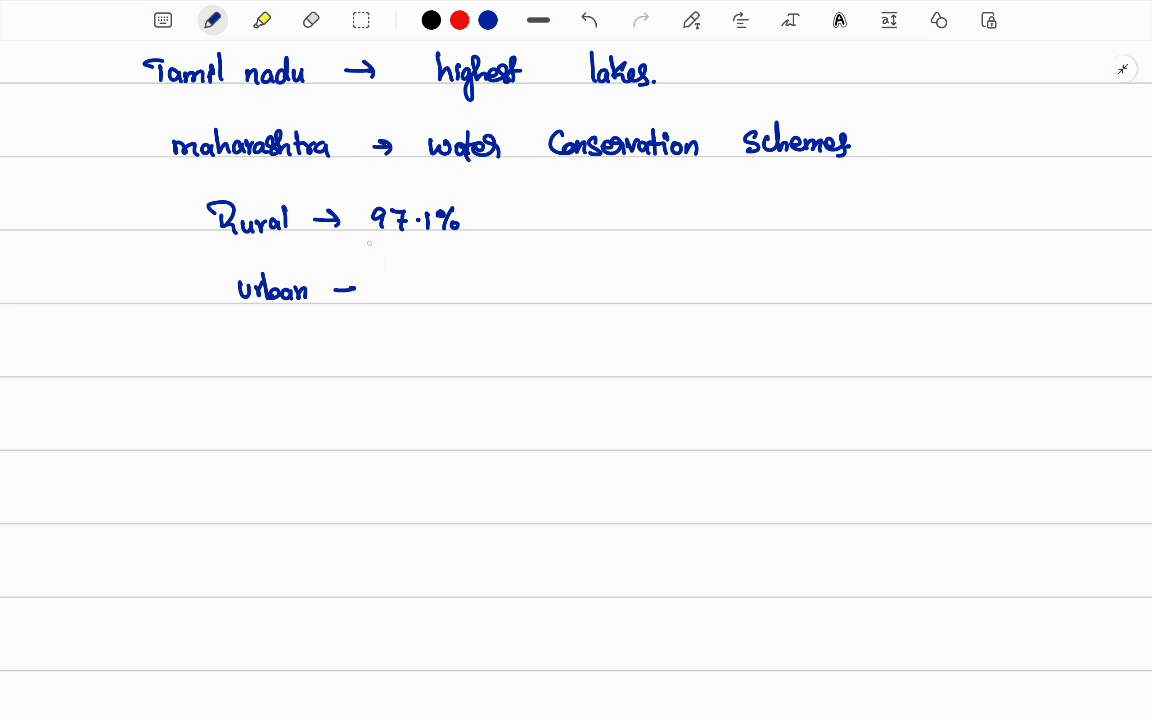 Tamil nadu → highest lakes.
maharashtra → water Conservation Schemes
Rural → 97.1%
urban -